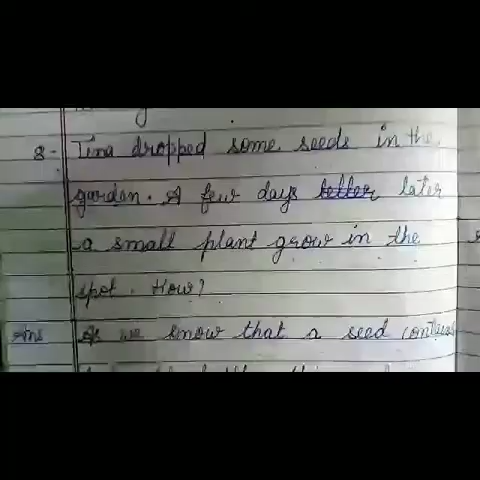 8- Tina dropped some seeds in the
garden. A few days later
a small plant grow in the
spot. How?
Ans As we know that a seed contains